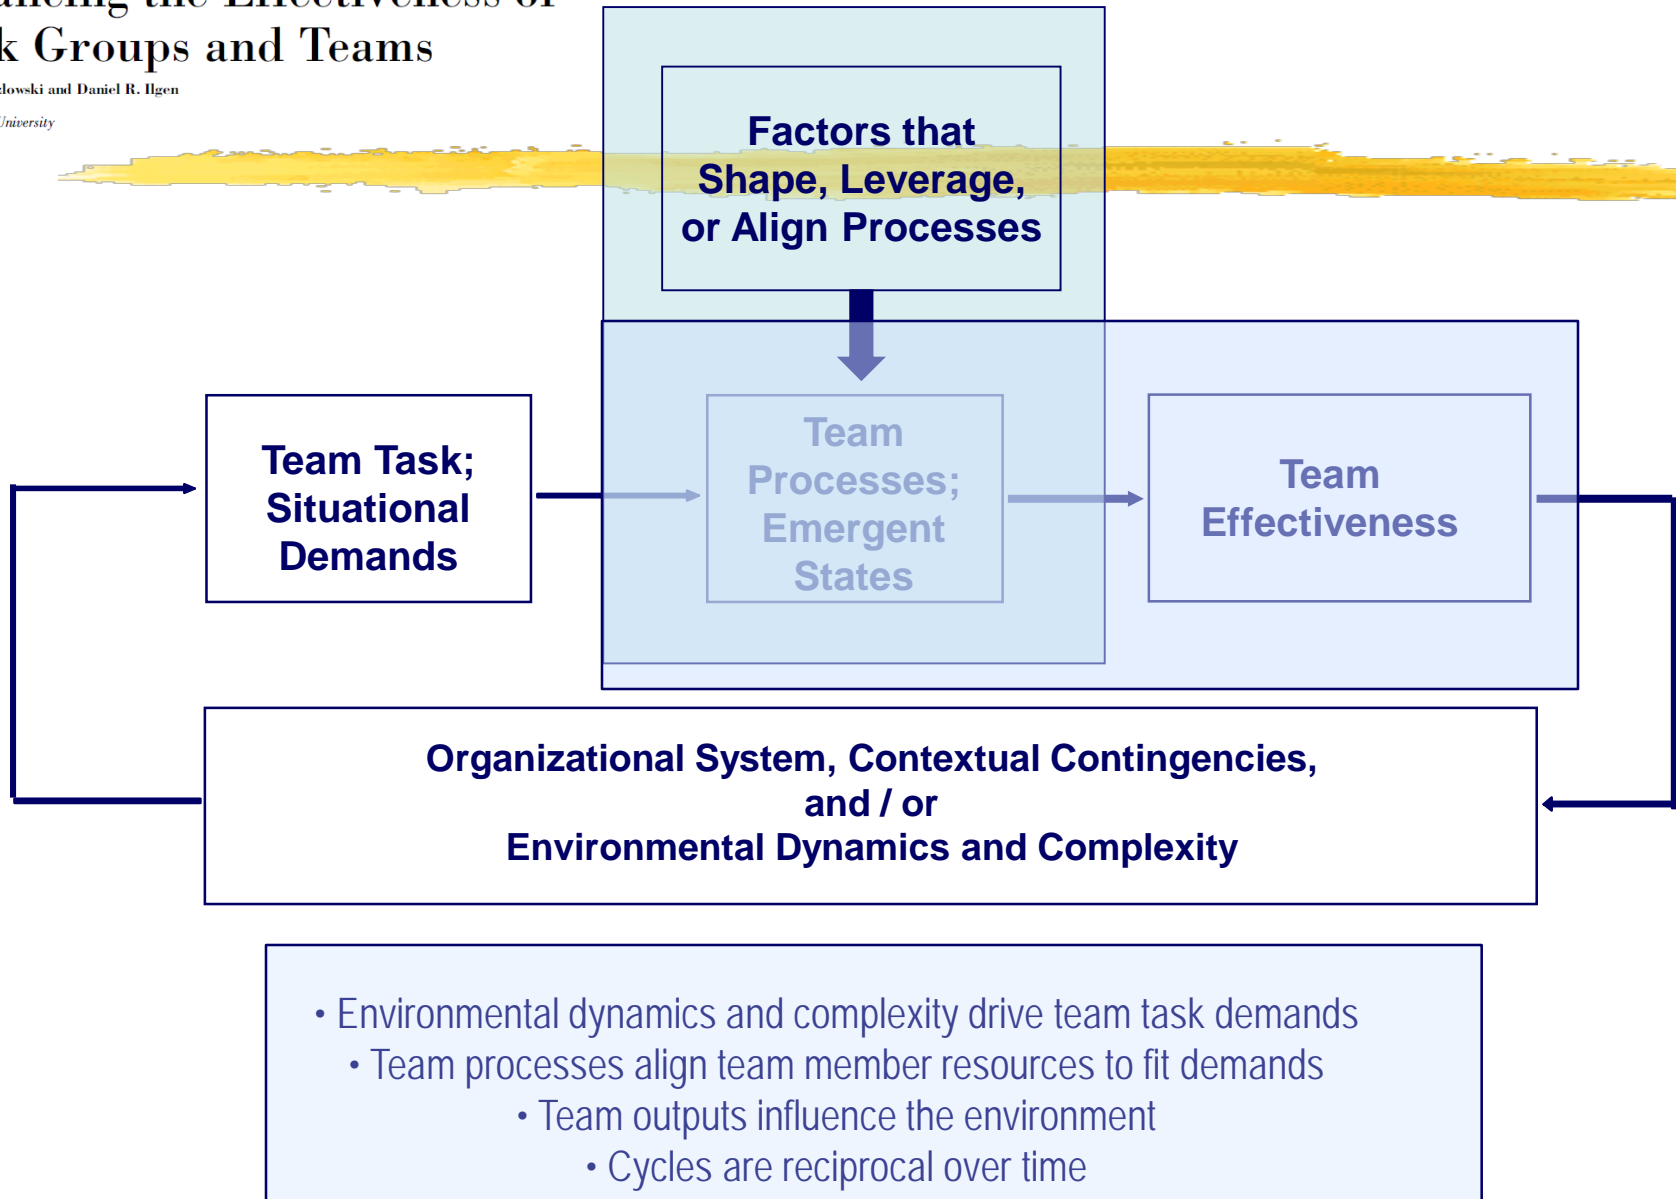 the Effectiveness of
Groups and Teams
and Daniel R. Ilgen
University
Factors that
Shape, Leverage,
or Align Processes
Team Task;
Situational
Demands
Team
Processes;
Emergent
States
Team
Effectiveness
Organizational System, Contextual Contingencies,
and / or
Environmental Dynamics and Complexity
• Environmental dynamics and complexity drive team task demands
• Team processes align team member resources to fit demands
• Team outputs influence the environment
• Cycles are reciprocal over time